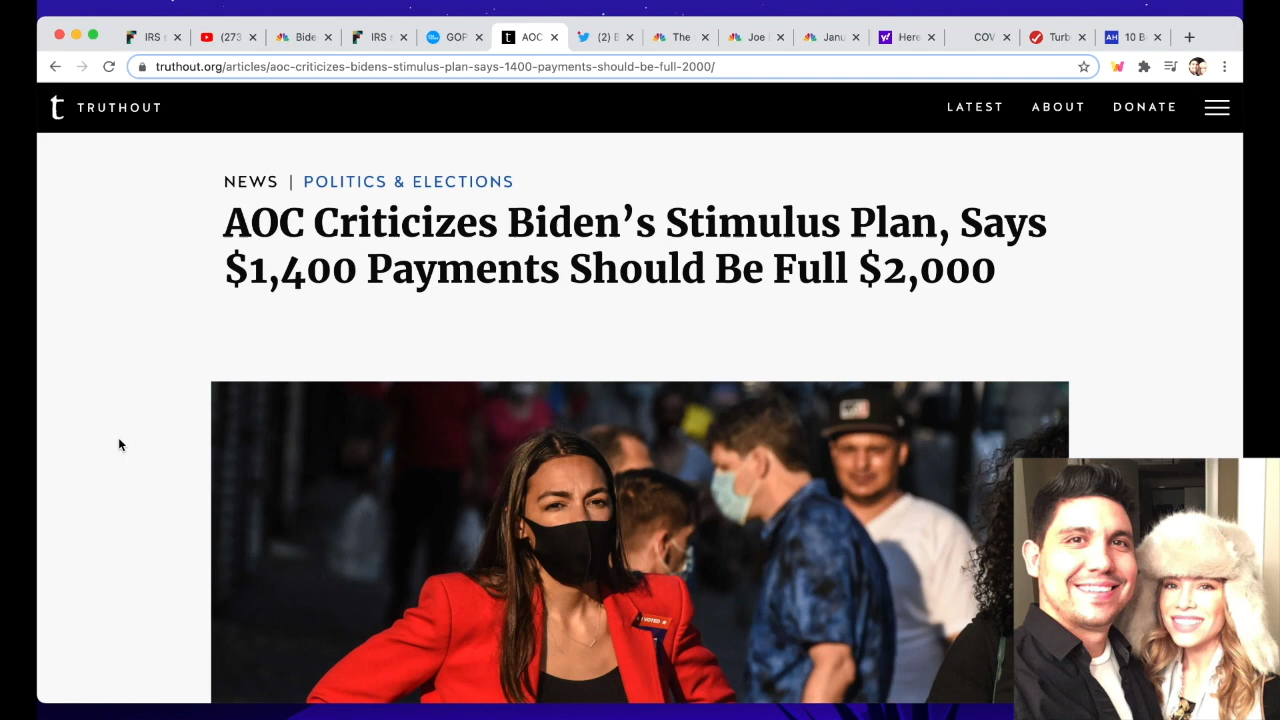 IRS
(273
Bide
IRS
GOP
AOC
(2)
The
Joe
Janu
Here
COV
Turb
10 B
truthout.org/articles/aoc-criticizes-bidens-stimulus-plan-says-1400-payments-should-be-full-2000/
t TRUTHOUT
LATEST ABOUT DONATE
NEWS | POLITICS & ELECTIONS
AOC Criticizes Biden’s Stimulus Plan, Says
$1,400 Payments Should Be Full $2,000
VOTED